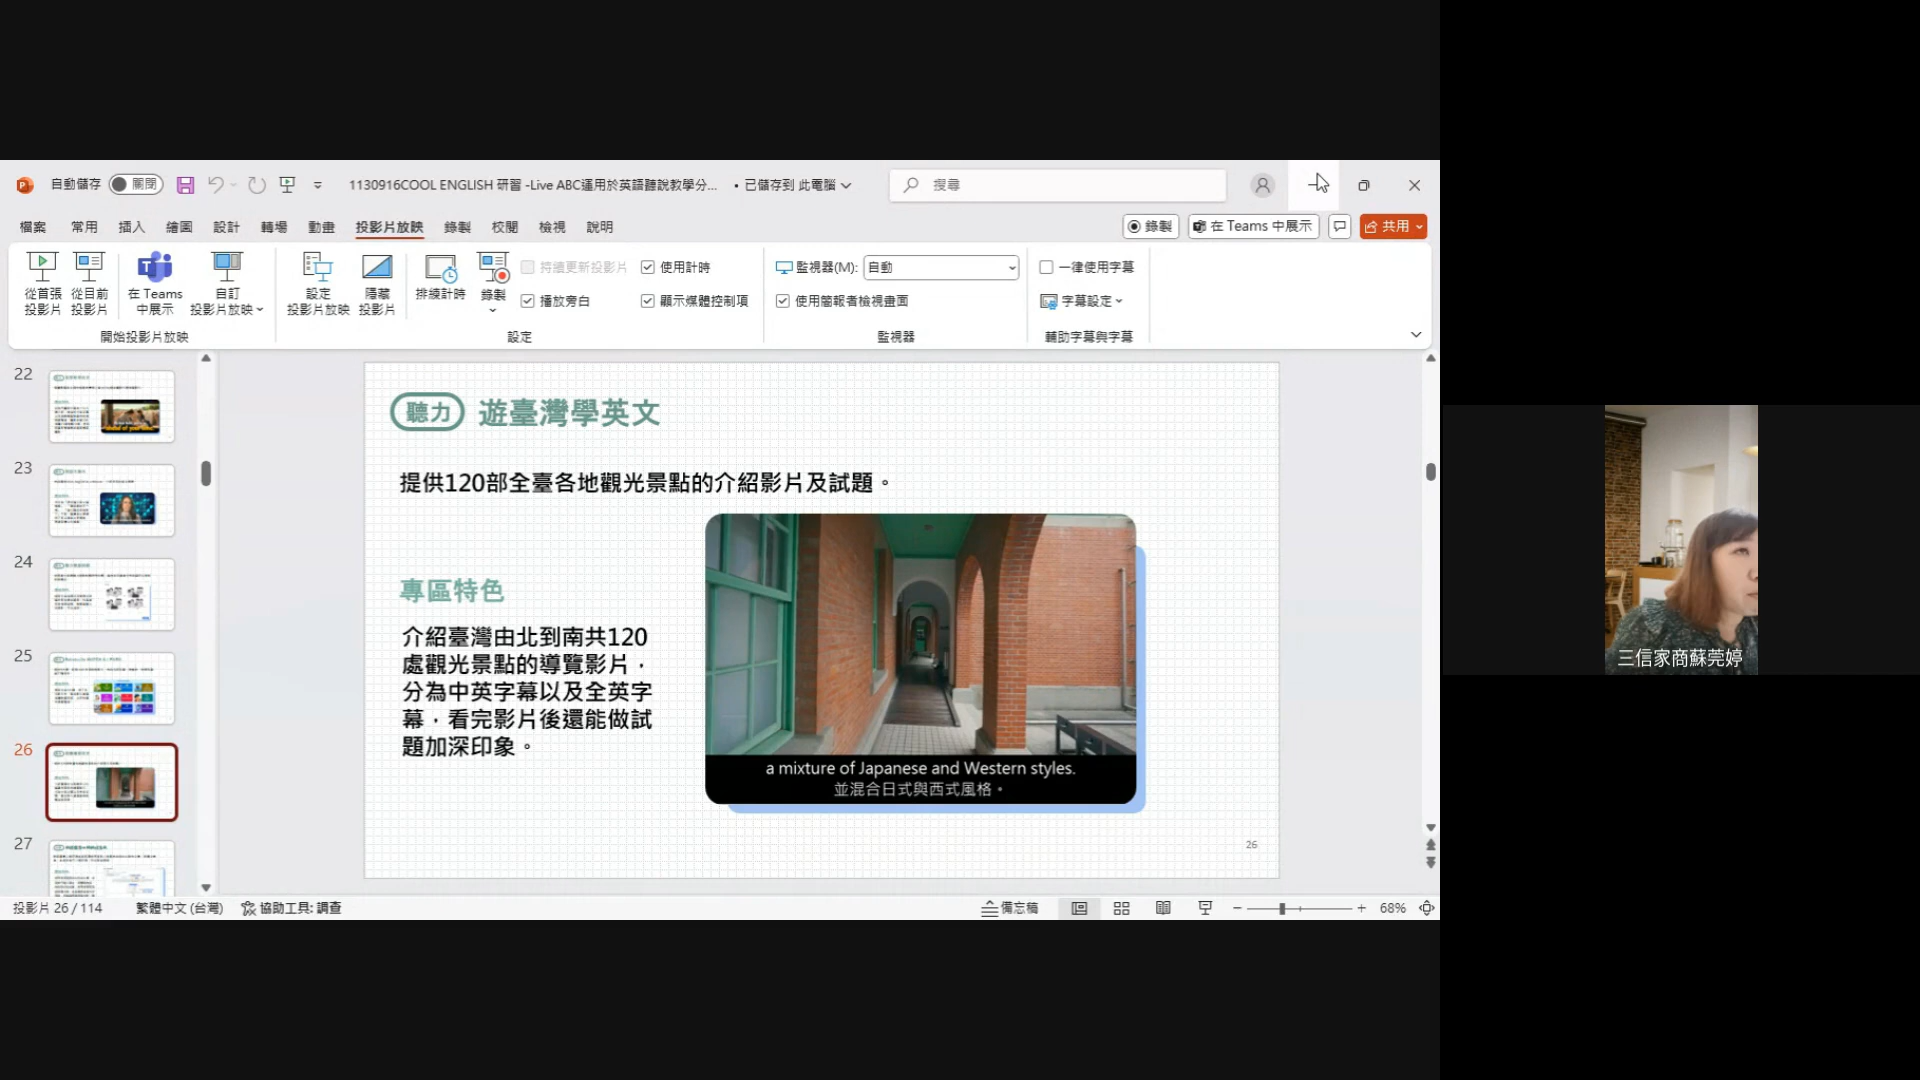 自動儲存 關閉 1130916COOL ENGLISH 研習 -Live ABC運用於英語聽說教學分... • 已儲存到 此電腦 搜尋
檔案 常用 插入 繪圖 設計 轉場 動畫 投影片放映 錄製 校閱 檢視 說明 錄製 在 Teams 中展示 共用
從首張投影片 從目前投影片 在 Teams 中展示 自訂投影片放映 設定投影片放映 隱藏投影片 排練計時 錄製
持續更新投影片 使用計時 監視器(M): 自動 一律使用字幕
播放旁白 顯示媒體控制項 使用簡報者檢視畫面 字幕設定
開始投影片放映 設定 監視器 輔助字幕與字幕
22
23
24
25
26
27
聽力 遊臺灣學英文
提供120部全臺各地觀光景點的介紹影片及試題。
專區特色
介紹臺灣由北到南共120
處觀光景點的導覽影片，
分為中英字幕以及全英字
幕，看完影片後還能做試
題加深印象。
a mixture of Japanese and Western styles.
並混合日式與西式風格。
26
投影片 26 / 114 繁體中文 (台灣) 協助工具: 調查 備忘稿 68%
三信家商蘇莞婷